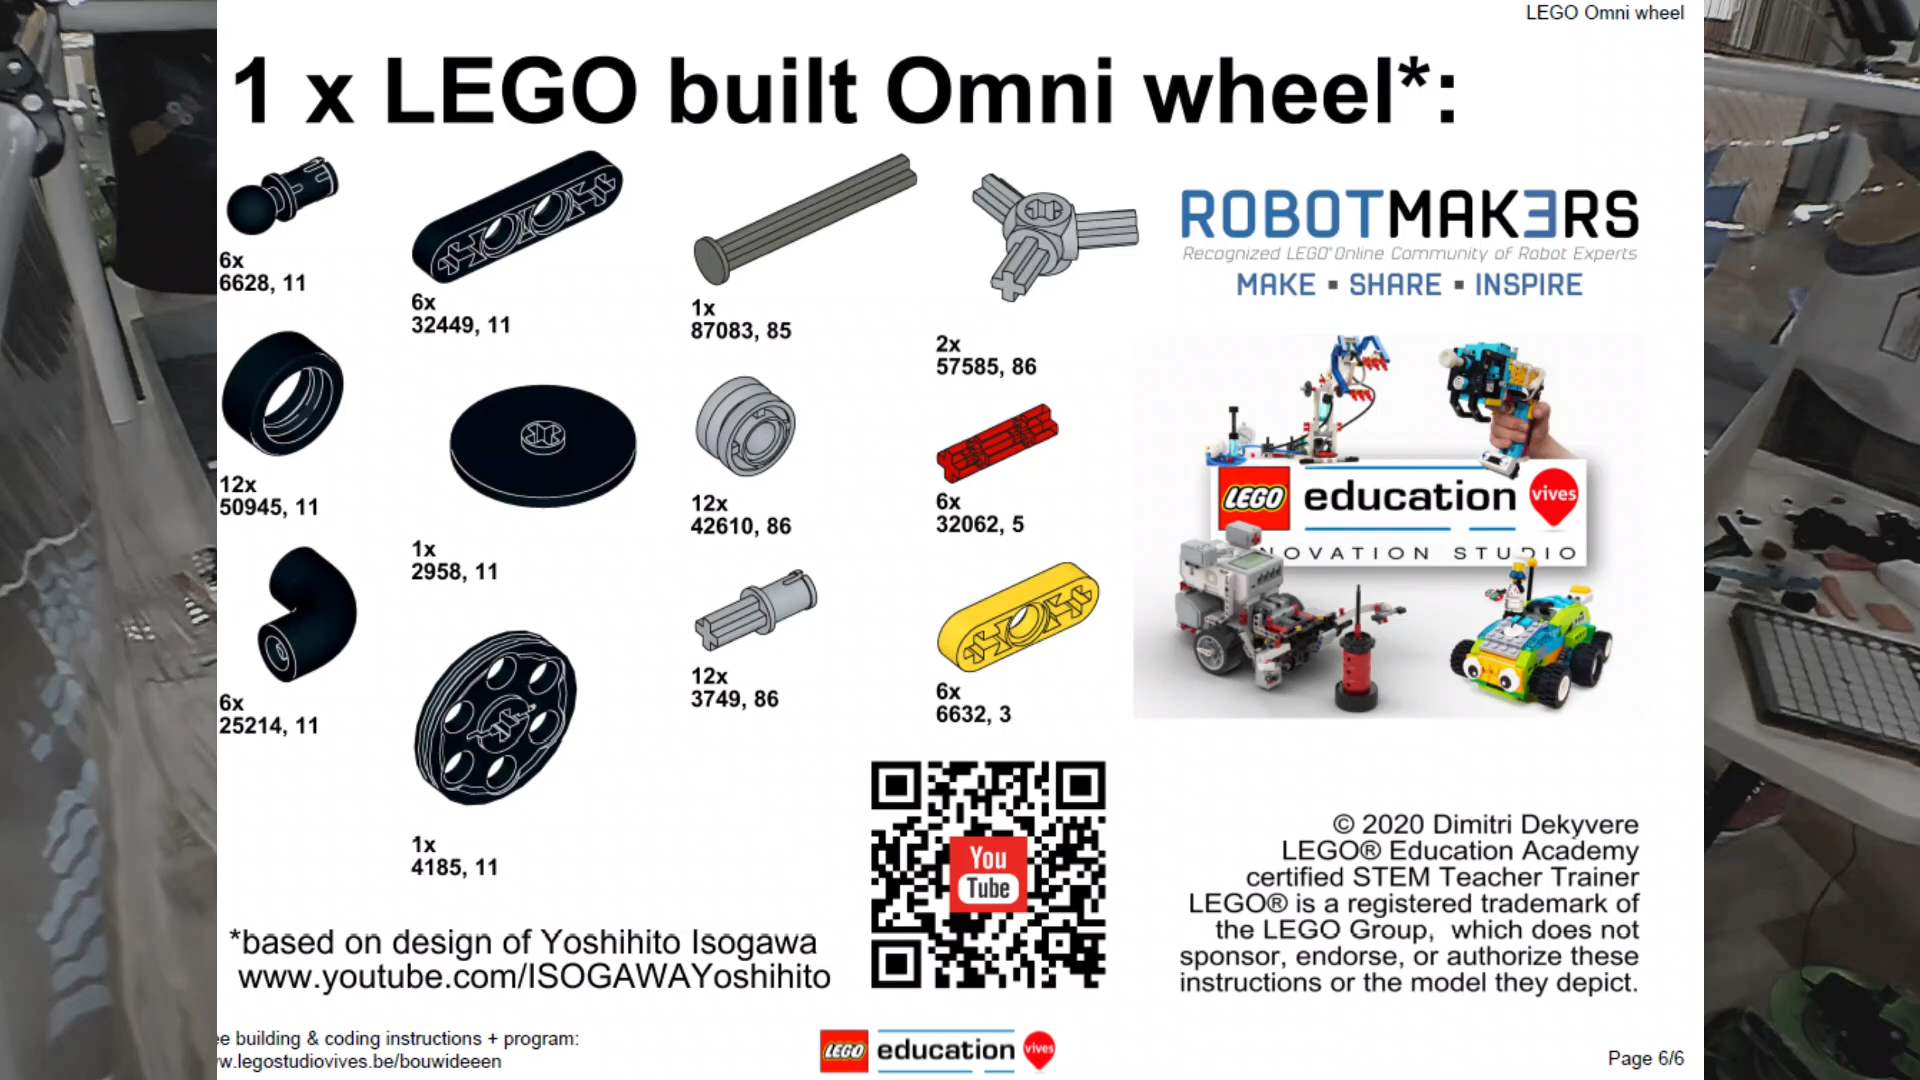 LEGO Omni wheel
1 x LEGO built Omni wheel*:
6x
6628, 11
6x
32449, 11
1x
87083, 85
2x
57585, 86
12x
50945, 11
1x
2958, 11
12x
42610, 86
6x
32062, 5
6x
25214, 11
1x
4185, 11
12x
3749, 86
6x
6632, 3
ROBOTMAKERS
Recognized LEGO® Online Community of Robot Experts
MAKE ▪ SHARE ▪ INSPIRE
LEGO education vives
NOVATION STUDIO
You
Tube
*based on design of Yoshihito Isogawa
www.youtube.com/ISOGAWAYoshihito
© 2020 Dimitri Dekyvere
LEGO® Education Academy
certified STEM Teacher Trainer
LEGO® is a registered trademark of
the LEGO Group, which does not
sponsor, endorse, or authorize these
instructions or the model they depict.
building & coding instructions + program:
.legostudiovives.be/bouwideeen
LEGO education vives
Page 6/6